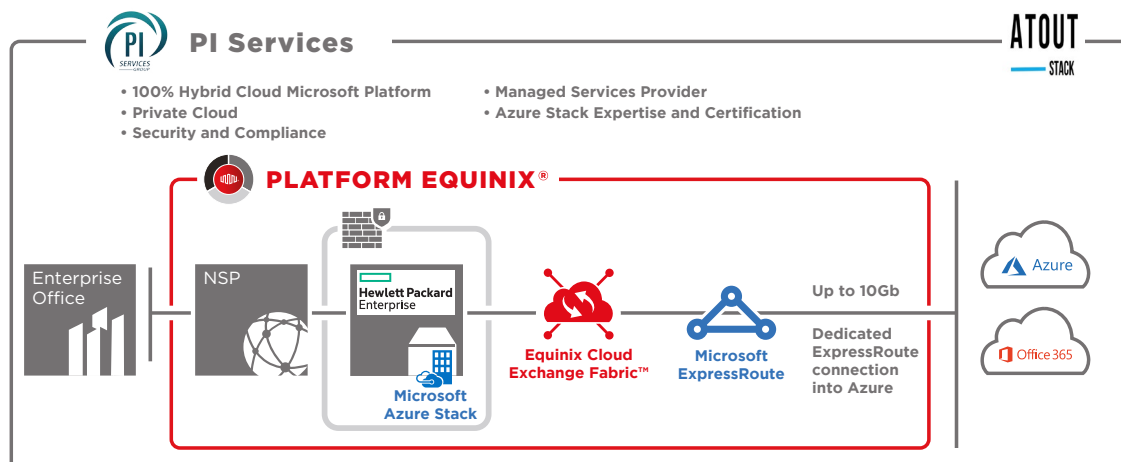 PI
SERVICES
GROUP
PI Services
ATOUT
STACK
• 100% Hybrid Cloud Microsoft Platform
• Private Cloud
• Security and Compliance
• Managed Services Provider
• Azure Stack Expertise and Certification
PLATFORM EQUINIX®
Enterprise
Office
NSP
Hewlett Packard
Enterprise
Microsoft
Azure Stack
Equinix Cloud
Exchange Fabric™
Microsoft
ExpressRoute
Up to 10Gb
Dedicated
ExpressRoute
connection
into Azure
Azure
Office 365